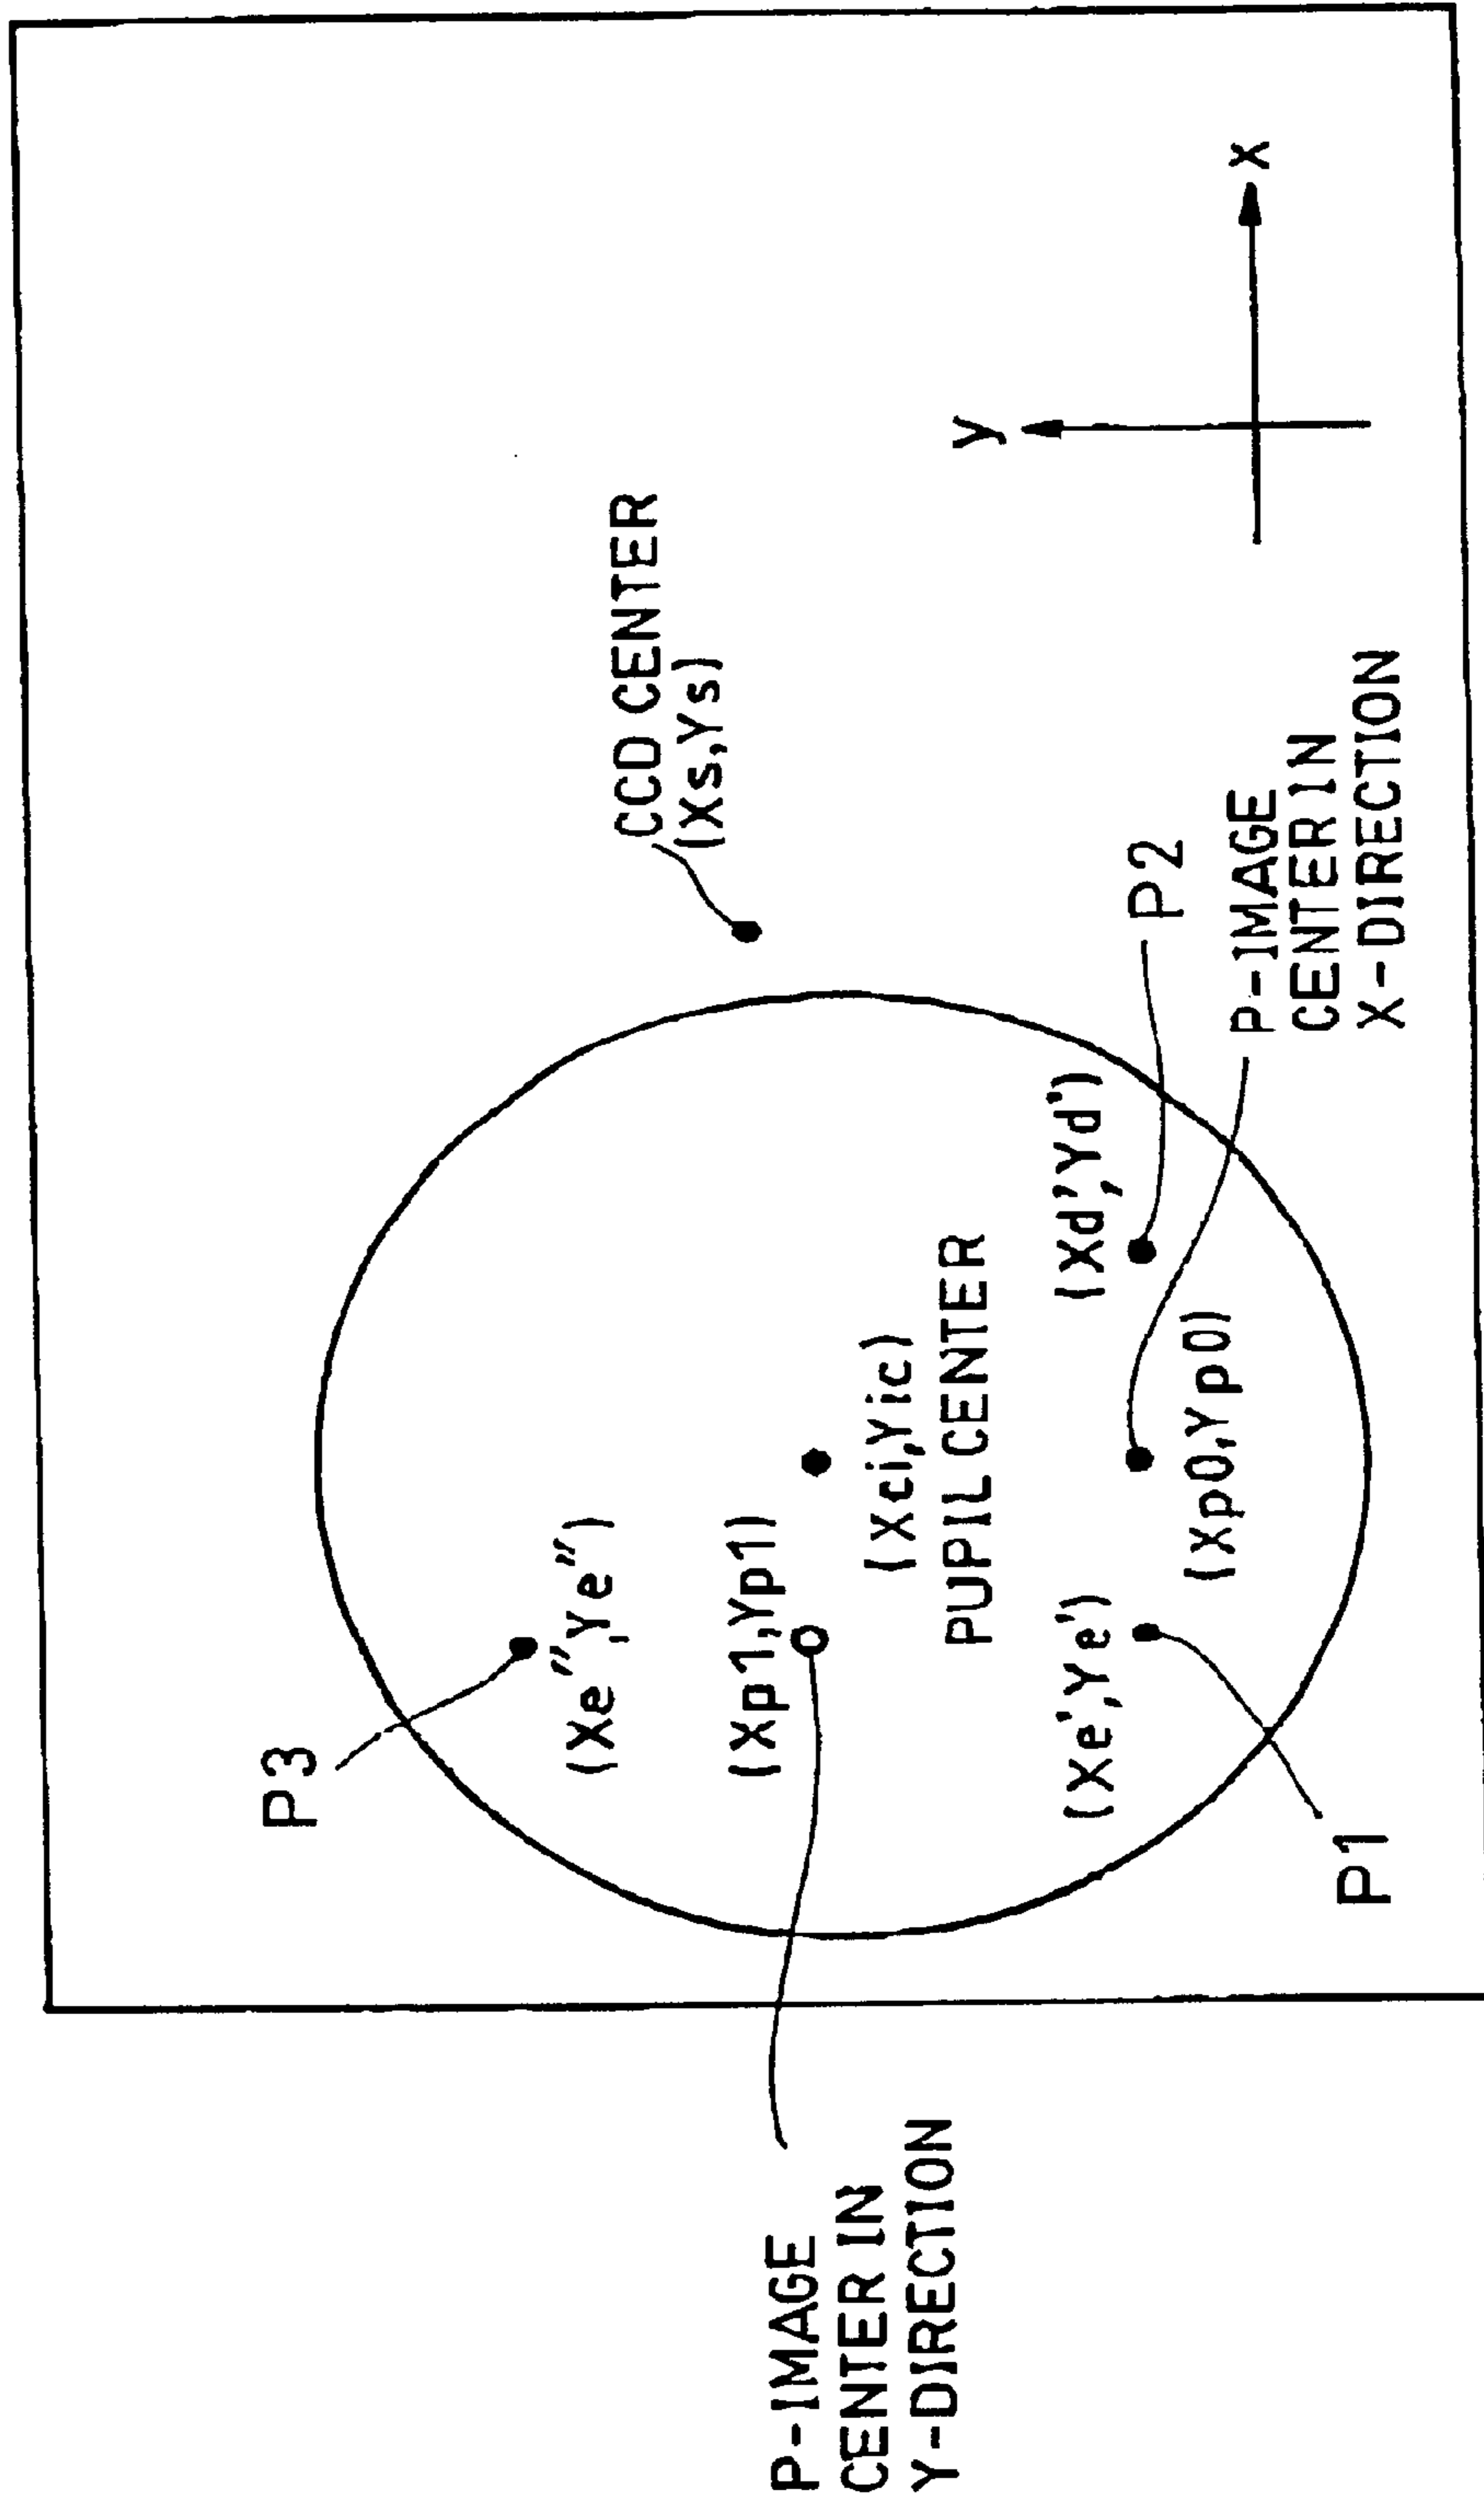 P3
(Xe″,Ye″)
CCD CENTER
(Xs,Ys)
P-IMAGE
CENTER IN
Y-DIRECTION
(Xp1,Yp1)
(Xc,Yic)
PUPIL CENTER
(Xe',Ye')
(Xd',Yd')
P2
y
x
(Xp0,Yp0)
P-IMAGE
CENTER IN
X-DIRECTION
P1